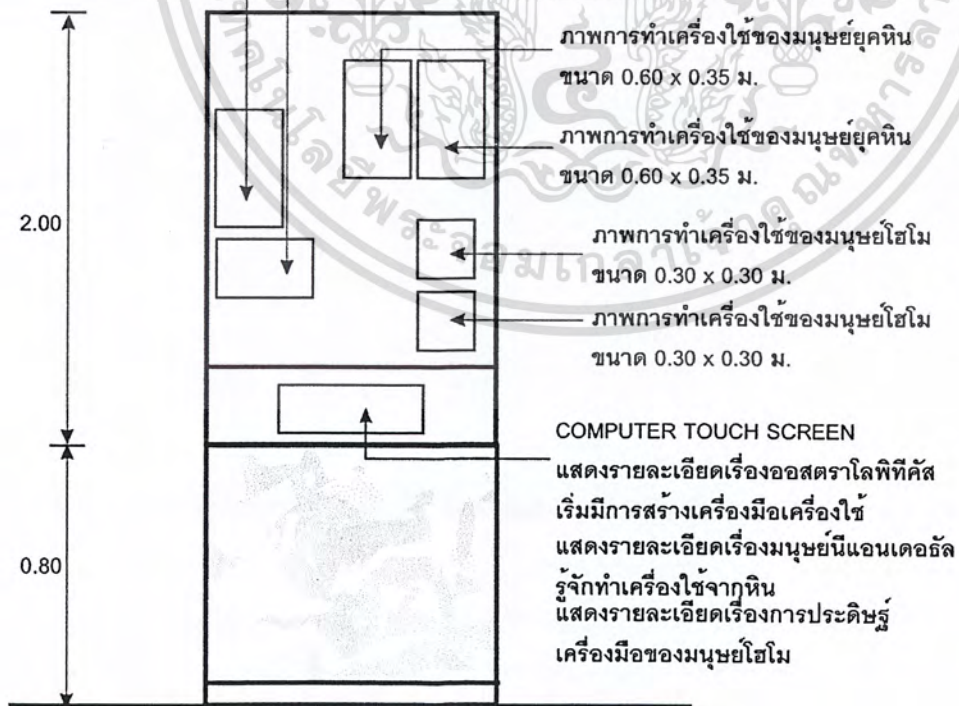 ภาพการทำเครื่องใช้ของมนุษย์ยุคหิน
ขนาด 0.60 x 0.35 ม.
ภาพการทำเครื่องใช้ของมนุษย์ยุคหิน
ขนาด 0.60 x 0.35 ม.
2.00
ภาพการทำเครื่องใช้ของมนุษย์โฮโม
ขนาด 0.30 x 0.30 ม.
ภาพการทำเครื่องใช้ของมนุษย์โฮโม
ขนาด 0.30 x 0.30 ม.
COMPUTER TOUCH SCREEN
แสดงรายละเอียดเรื่องออสตราโลพิทีคัส
เริ่มมีการสร้างเครื่องมือเครื่องใช้
แสดงรายละเอียดเรื่องมนุษย์นีแอนเดอธัล
0.80
รู้จักทำเครื่องใช้จากหิน
แสดงรายละเอียดเรื่องการประดิษฐ์
เครื่องมือของมนุษย์โฮโม